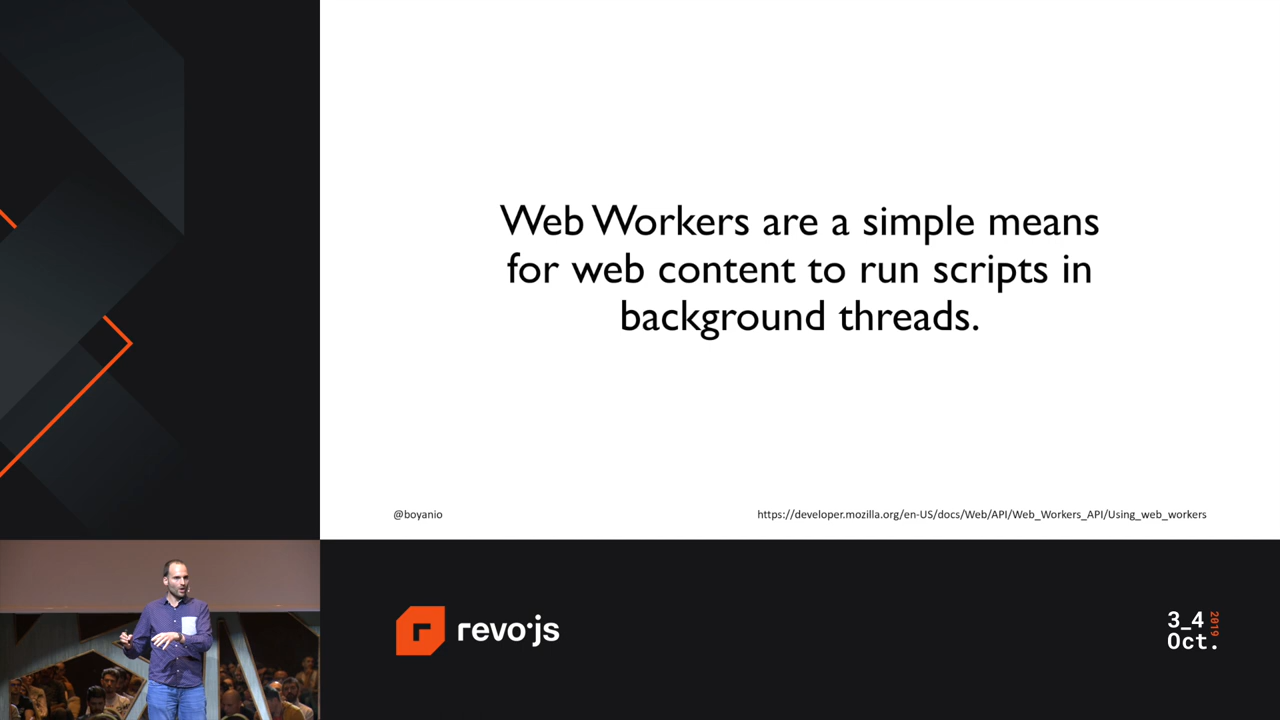 Web Workers are a simple means
for web content to run scripts in
background threads.
@boyanio
https://developer.mozilla.org/en-US/docs/Web/API/Web_Workers_API/Using_web_workers
r revo·js
3_4 2019
Oct.